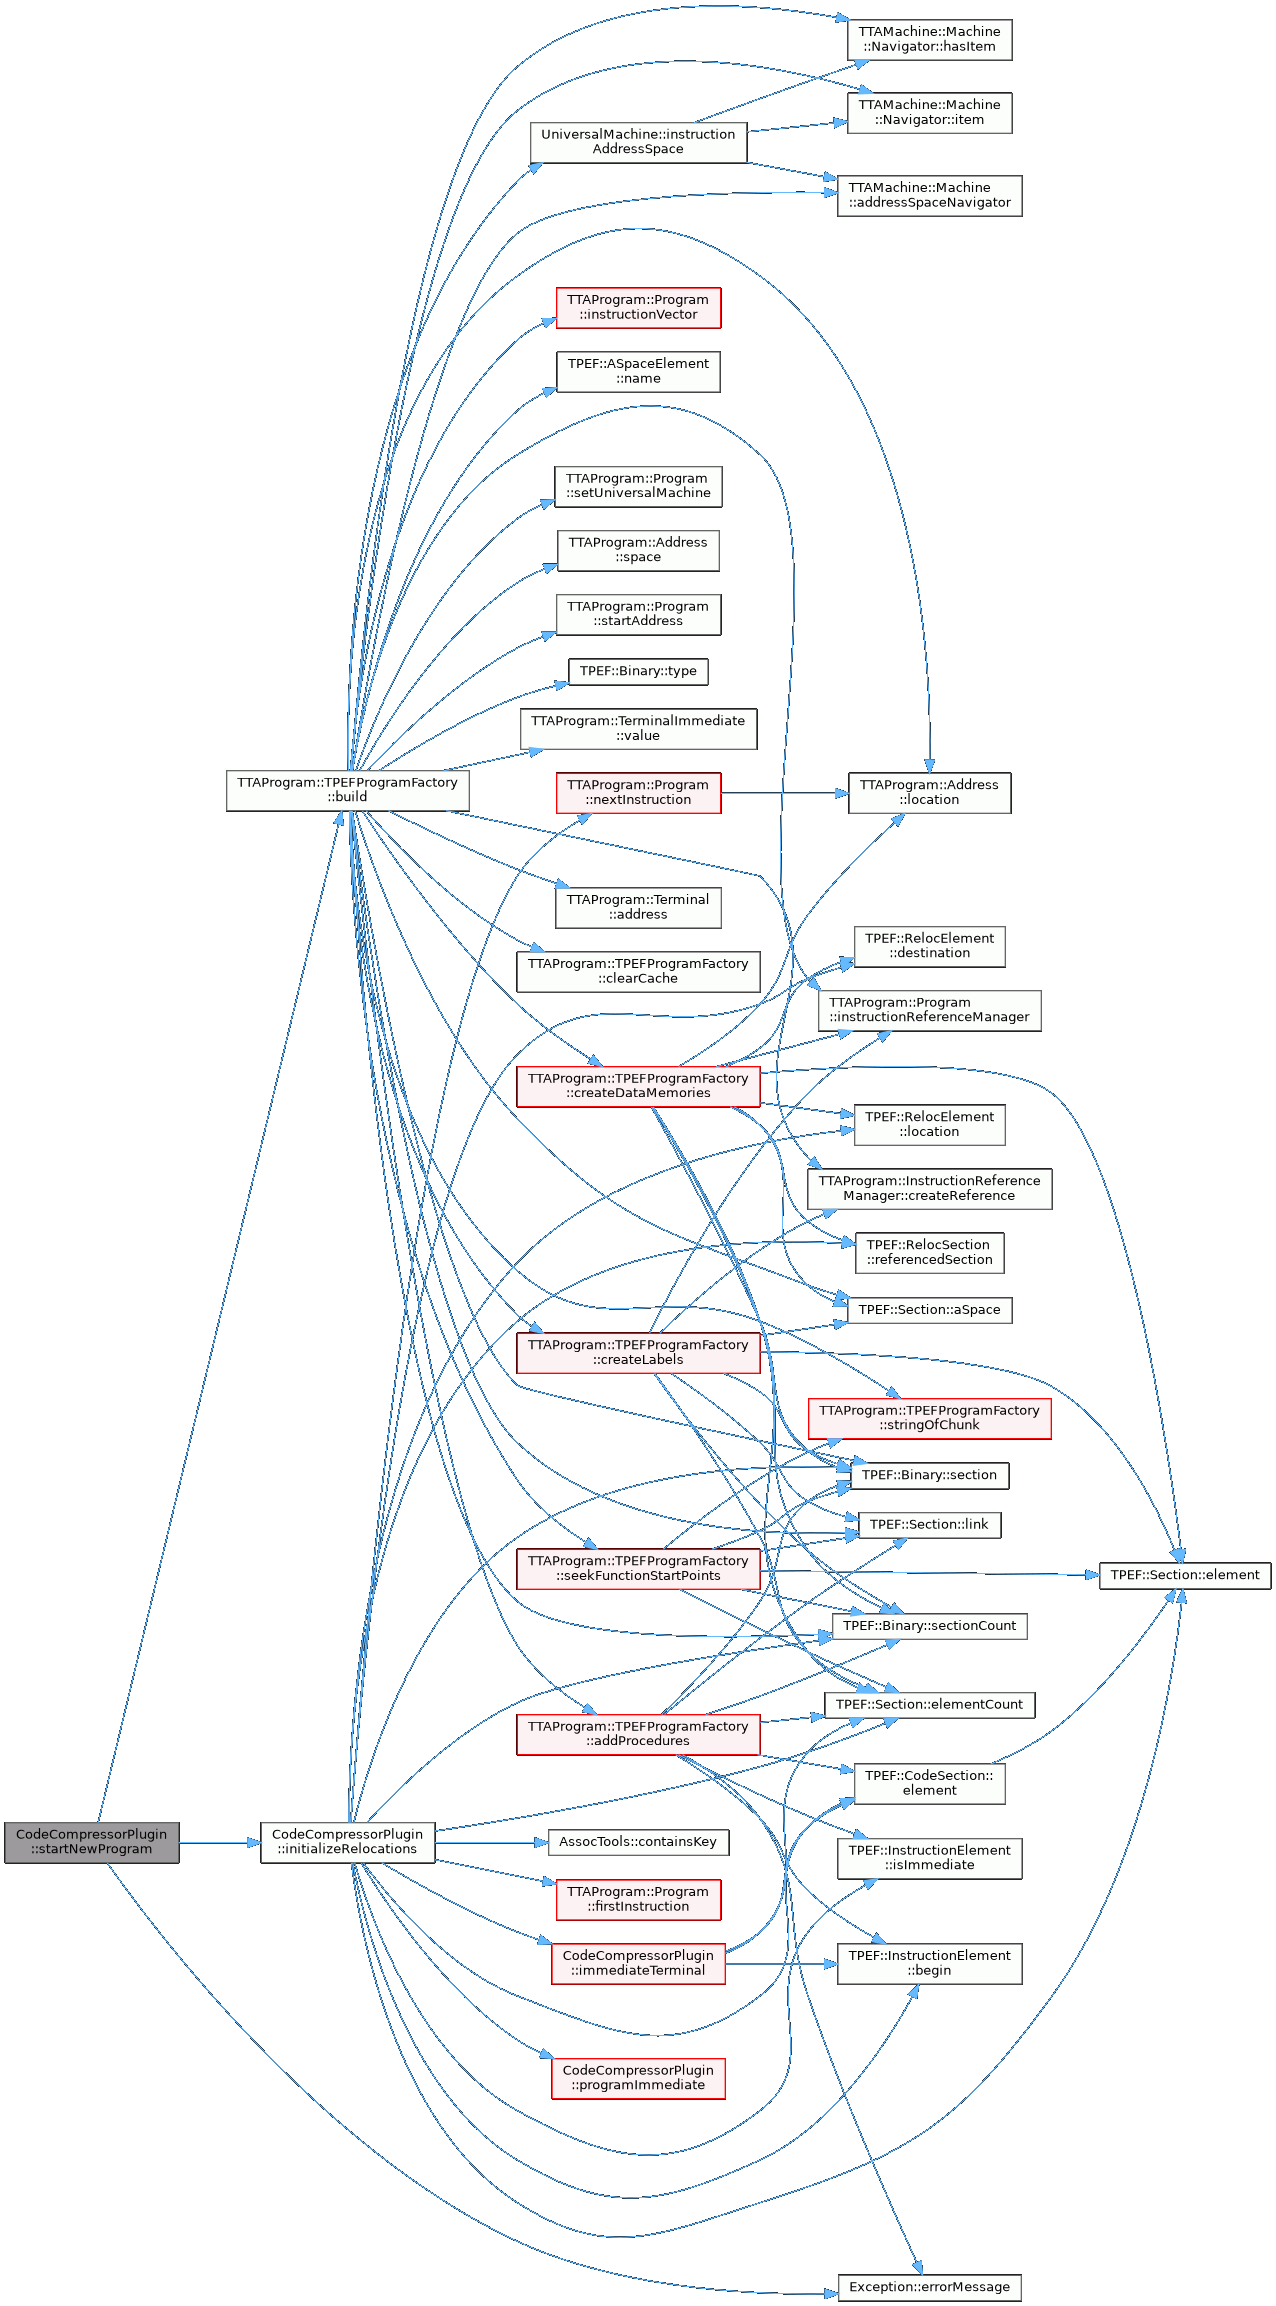 TTAMachine::Machine
::Navigator::hasItem
TTAMachine::Machine
::Navigator::item
UniversalMachine::instruction
AddressSpace
TTAMachine::Machine
::addressSpaceNavigator
TTAProgram::Program
::instructionVector
TPEF::ASpaceElement
::name
TTAProgram::Program
::setUniversalMachine
TTAProgram::Address
::space
TTAProgram::Program
::startAddress
TPEF::Binary::type
TTAProgram::TerminalImmediate
::value
TTAProgram::TPEFProgramFactory
::build
TTAProgram::Program
::nextInstruction
TTAProgram::Address
::location
TTAProgram::Terminal
::address
TPEF::RelocElement
::destination
TTAProgram::TPEFProgramFactory
::clearCache
TTAProgram::Program
::instructionReferenceManager
TTAProgram::TPEFProgramFactory
::createDataMemories
TPEF::RelocElement
::location
TTAProgram::InstructionReference
Manager::createReference
TPEF::RelocSection
::referencedSection
TPEF::Section::aSpace
TTAProgram::TPEFProgramFactory
::createLabels
TTAProgram::TPEFProgramFactory
::stringOfChunk
TPEF::Binary::section
TPEF::Section::link
TTAProgram::TPEFProgramFactory
::seekFunctionStartPoints
TPEF::Section::element
TPEF::Binary::sectionCount
TPEF::Section::elementCount
TTAProgram::TPEFProgramFactory
::addProcedures
TPEF::CodeSection::
element
CodeCompressorPlugin
::startNewProgram
CodeCompressorPlugin
::initializeRelocations
AssocTools::containsKey
TPEF::InstructionElement
::isImmediate
TTAProgram::Program
::firstInstruction
CodeCompressorPlugin
::immediateTerminal
TPEF::InstructionElement
::begin
CodeCompressorPlugin
::programImmediate
Exception::errorMessage